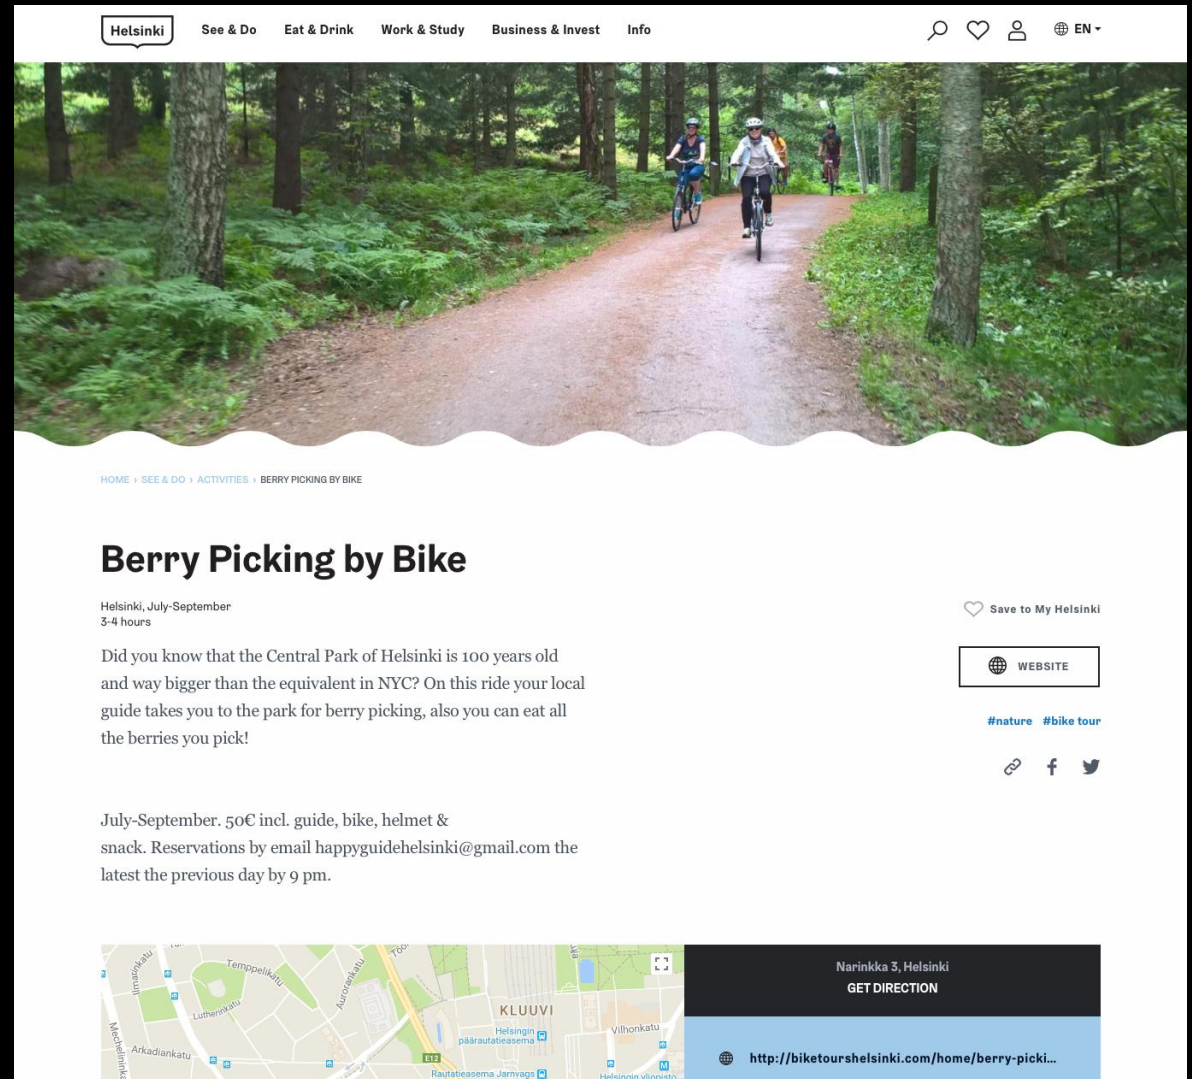 Helsinki
See & Do
Eat & Drink
Work & Study
Business & Invest
Info
EN
HOME › SEE & DO › ACTIVITIES › BERRY PICKING BY BIKE
Berry Picking by Bike
Helsinki, July-September
3-4 hours
Save to My Helsinki
Did you know that the Central Park of Helsinki is 100 years old
and way bigger than the equivalent in NYC? On this ride your local
guide takes you to the park for berry picking, also you can eat all
the berries you pick!
WEBSITE
#nature #bike tour
July-September. 50€ incl. guide, bike, helmet &
snack. Reservations by email happyguidehelsinki@gmail.com the
latest the previous day by 9 pm.
Temppelikatu
Aurorankatu
Lutherinkatu
Arkadiankatu
E12
KLUUVI
Helsingin
päärautatieasema
Vilhonkatu
Rautatieasema Järnvägs
M
Helsingin yliopisto
Narinkka 3, Helsinki
GET DIRECTION
http://biketourshelsinki.com/home/berry-picki...